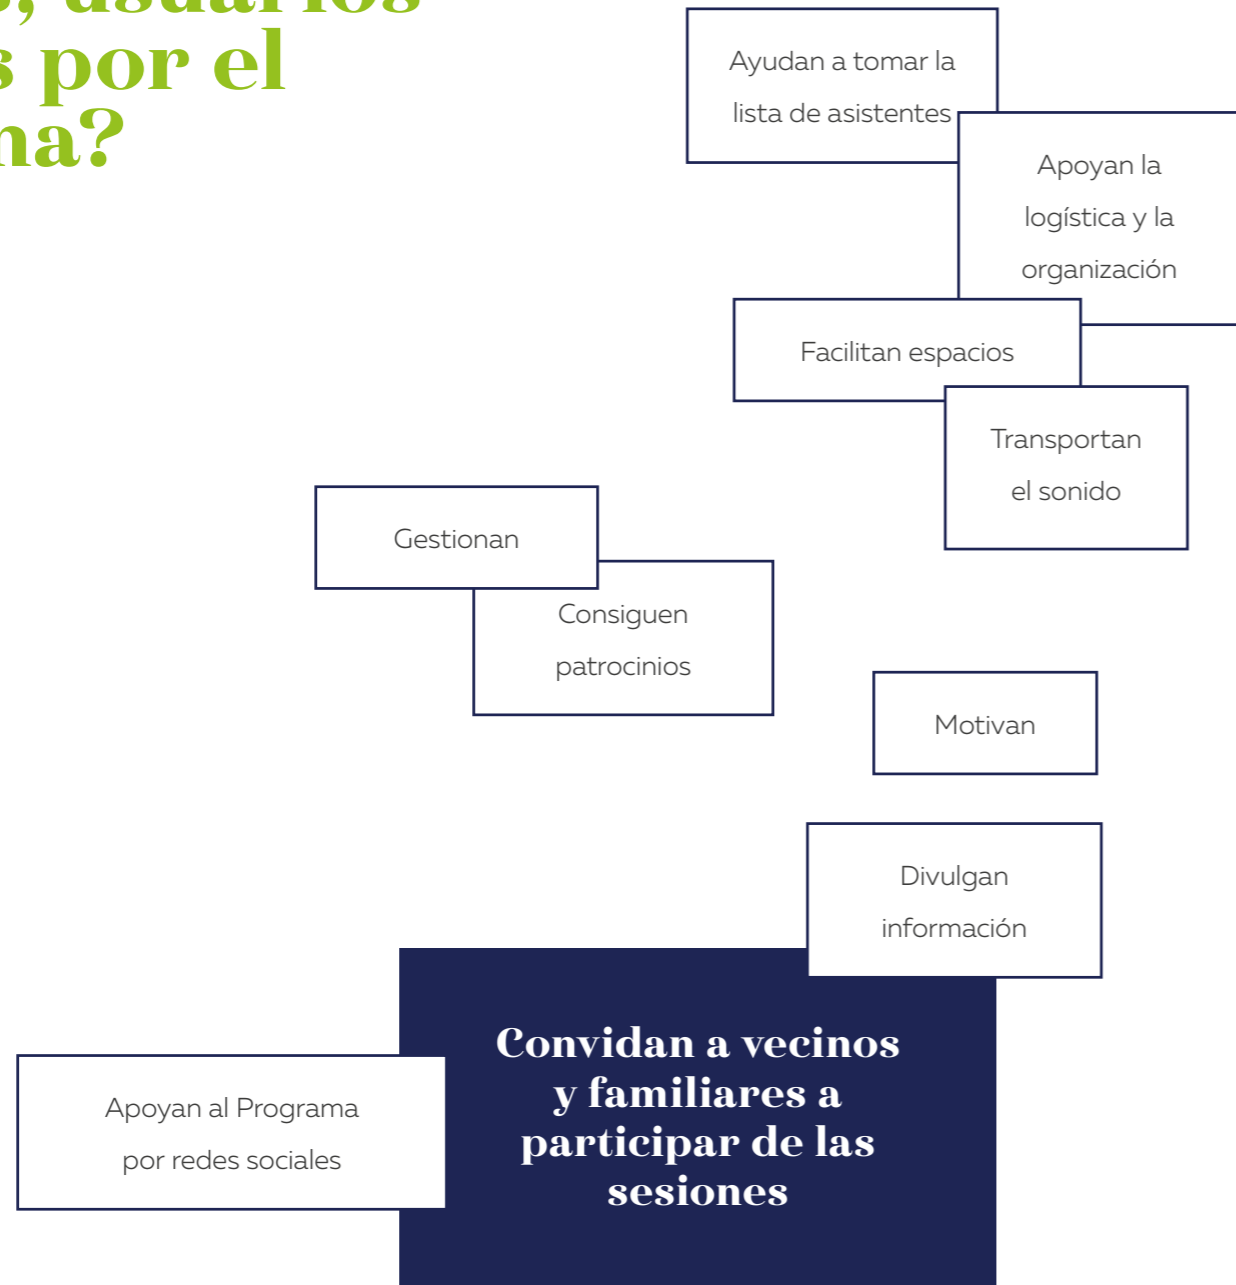 usuarios
por el
Ayudan a tomar la
lista de asistentes
Apoyan la
logística y la
organización
Facilitan espacios
Transportan
el sonido
Gestionan
Consiguen
patrocinios
Motivan
Divulgan
información
Convidan a vecinos
y familiares a
participar de las
sesiones
Apoyan al Programa
por redes sociales